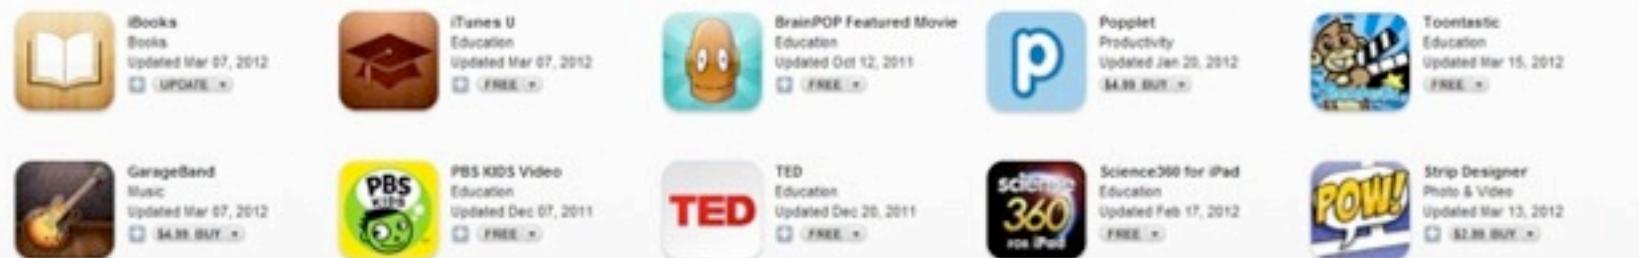 iBooks
Books
Updated Mar 07, 2012
UPDATE
iTunes U
Education
Updated Mar 07, 2012
FREE
BrainPOP Featured Movie
Education
Updated Oct 12, 2011
FREE
p
Popplet
Productivity
Updated Jan 20, 2012
$4.99 BUY
Toontastic
Education
Updated Mar 15, 2012
FREE
GarageBand
Music
Updated Mar 07, 2012
$4.99 BUY
PBS
KIDS
PBS KIDS Video
Education
Updated Dec 07, 2011
FREE
TED
TED
Education
Updated Dec 20, 2011
FREE
science
360
FOR iPad
Science360 for iPad
Education
Updated Feb 17, 2012
FREE
POW!
Strip Designer
Photo & Video
Updated Mar 13, 2012
$2.99 BUY